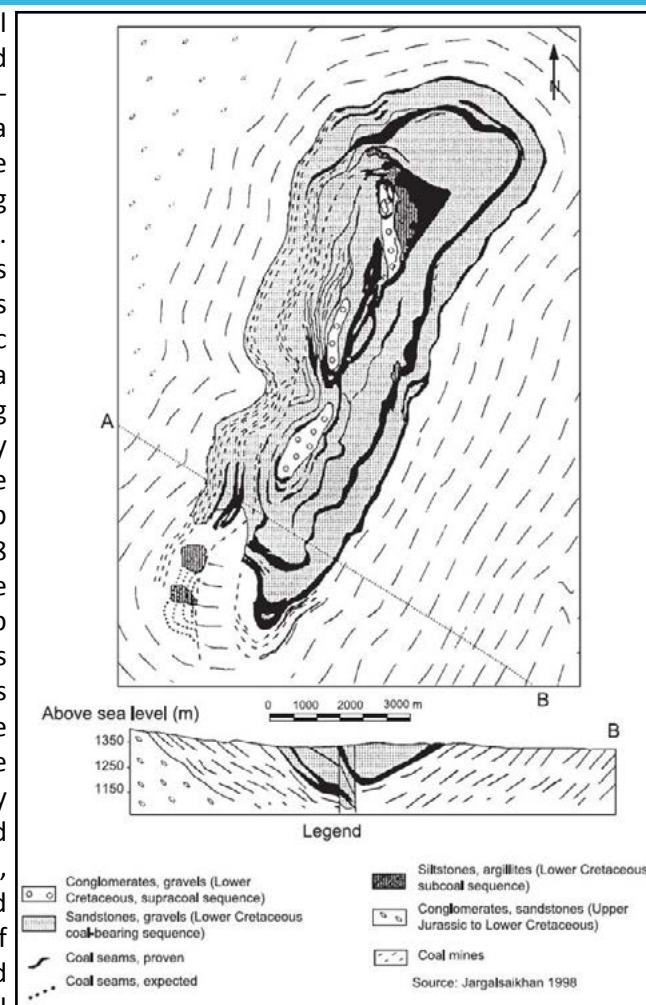 l
d
–
a
e
g
.
s
s
c
a
g
y
e
o
8
e
o
s
s
e
e
y
d
,
d
f
d
l
N
A
B
0 1000 2000 3000 m
Above sea level (m)
B
1350
1250
1150
Legend
Conglomerates, gravels (Lower
Cretaceous, supracoal sequence)
Sandstones, gravels (Lower Cretaceous
coal-bearing sequence)
Coal seams, proven
Coal seams, expected
Siltstones, argillites (Lower Cretaceous
subcoal sequence)
Conglomerates, sandstones (Upper
Jurassic to Lower Cretaceous)
Coal mines
Source: Jargalsaikhan 1998